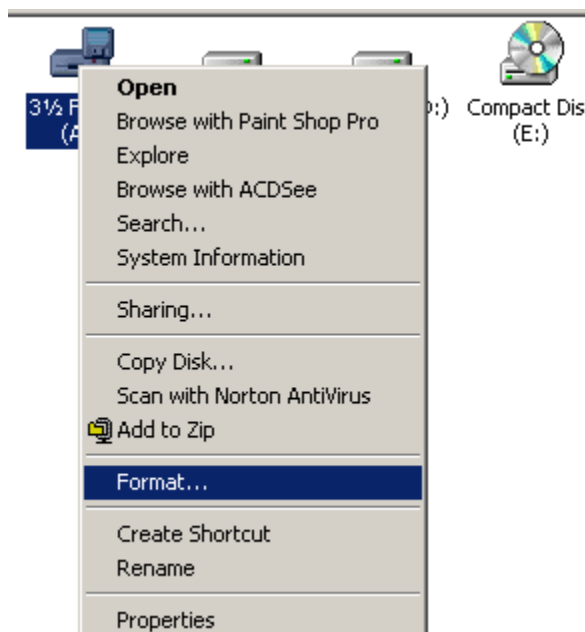 3½ F
(A
:)
Compact Dis
(E:)
Open
Browse with Paint Shop Pro
Explore
Browse with ACDSee
Search...
System Information
Sharing...
Copy Disk...
Scan with Norton AntiVirus
Add to Zip
Format...
Create Shortcut
Rename
Properties